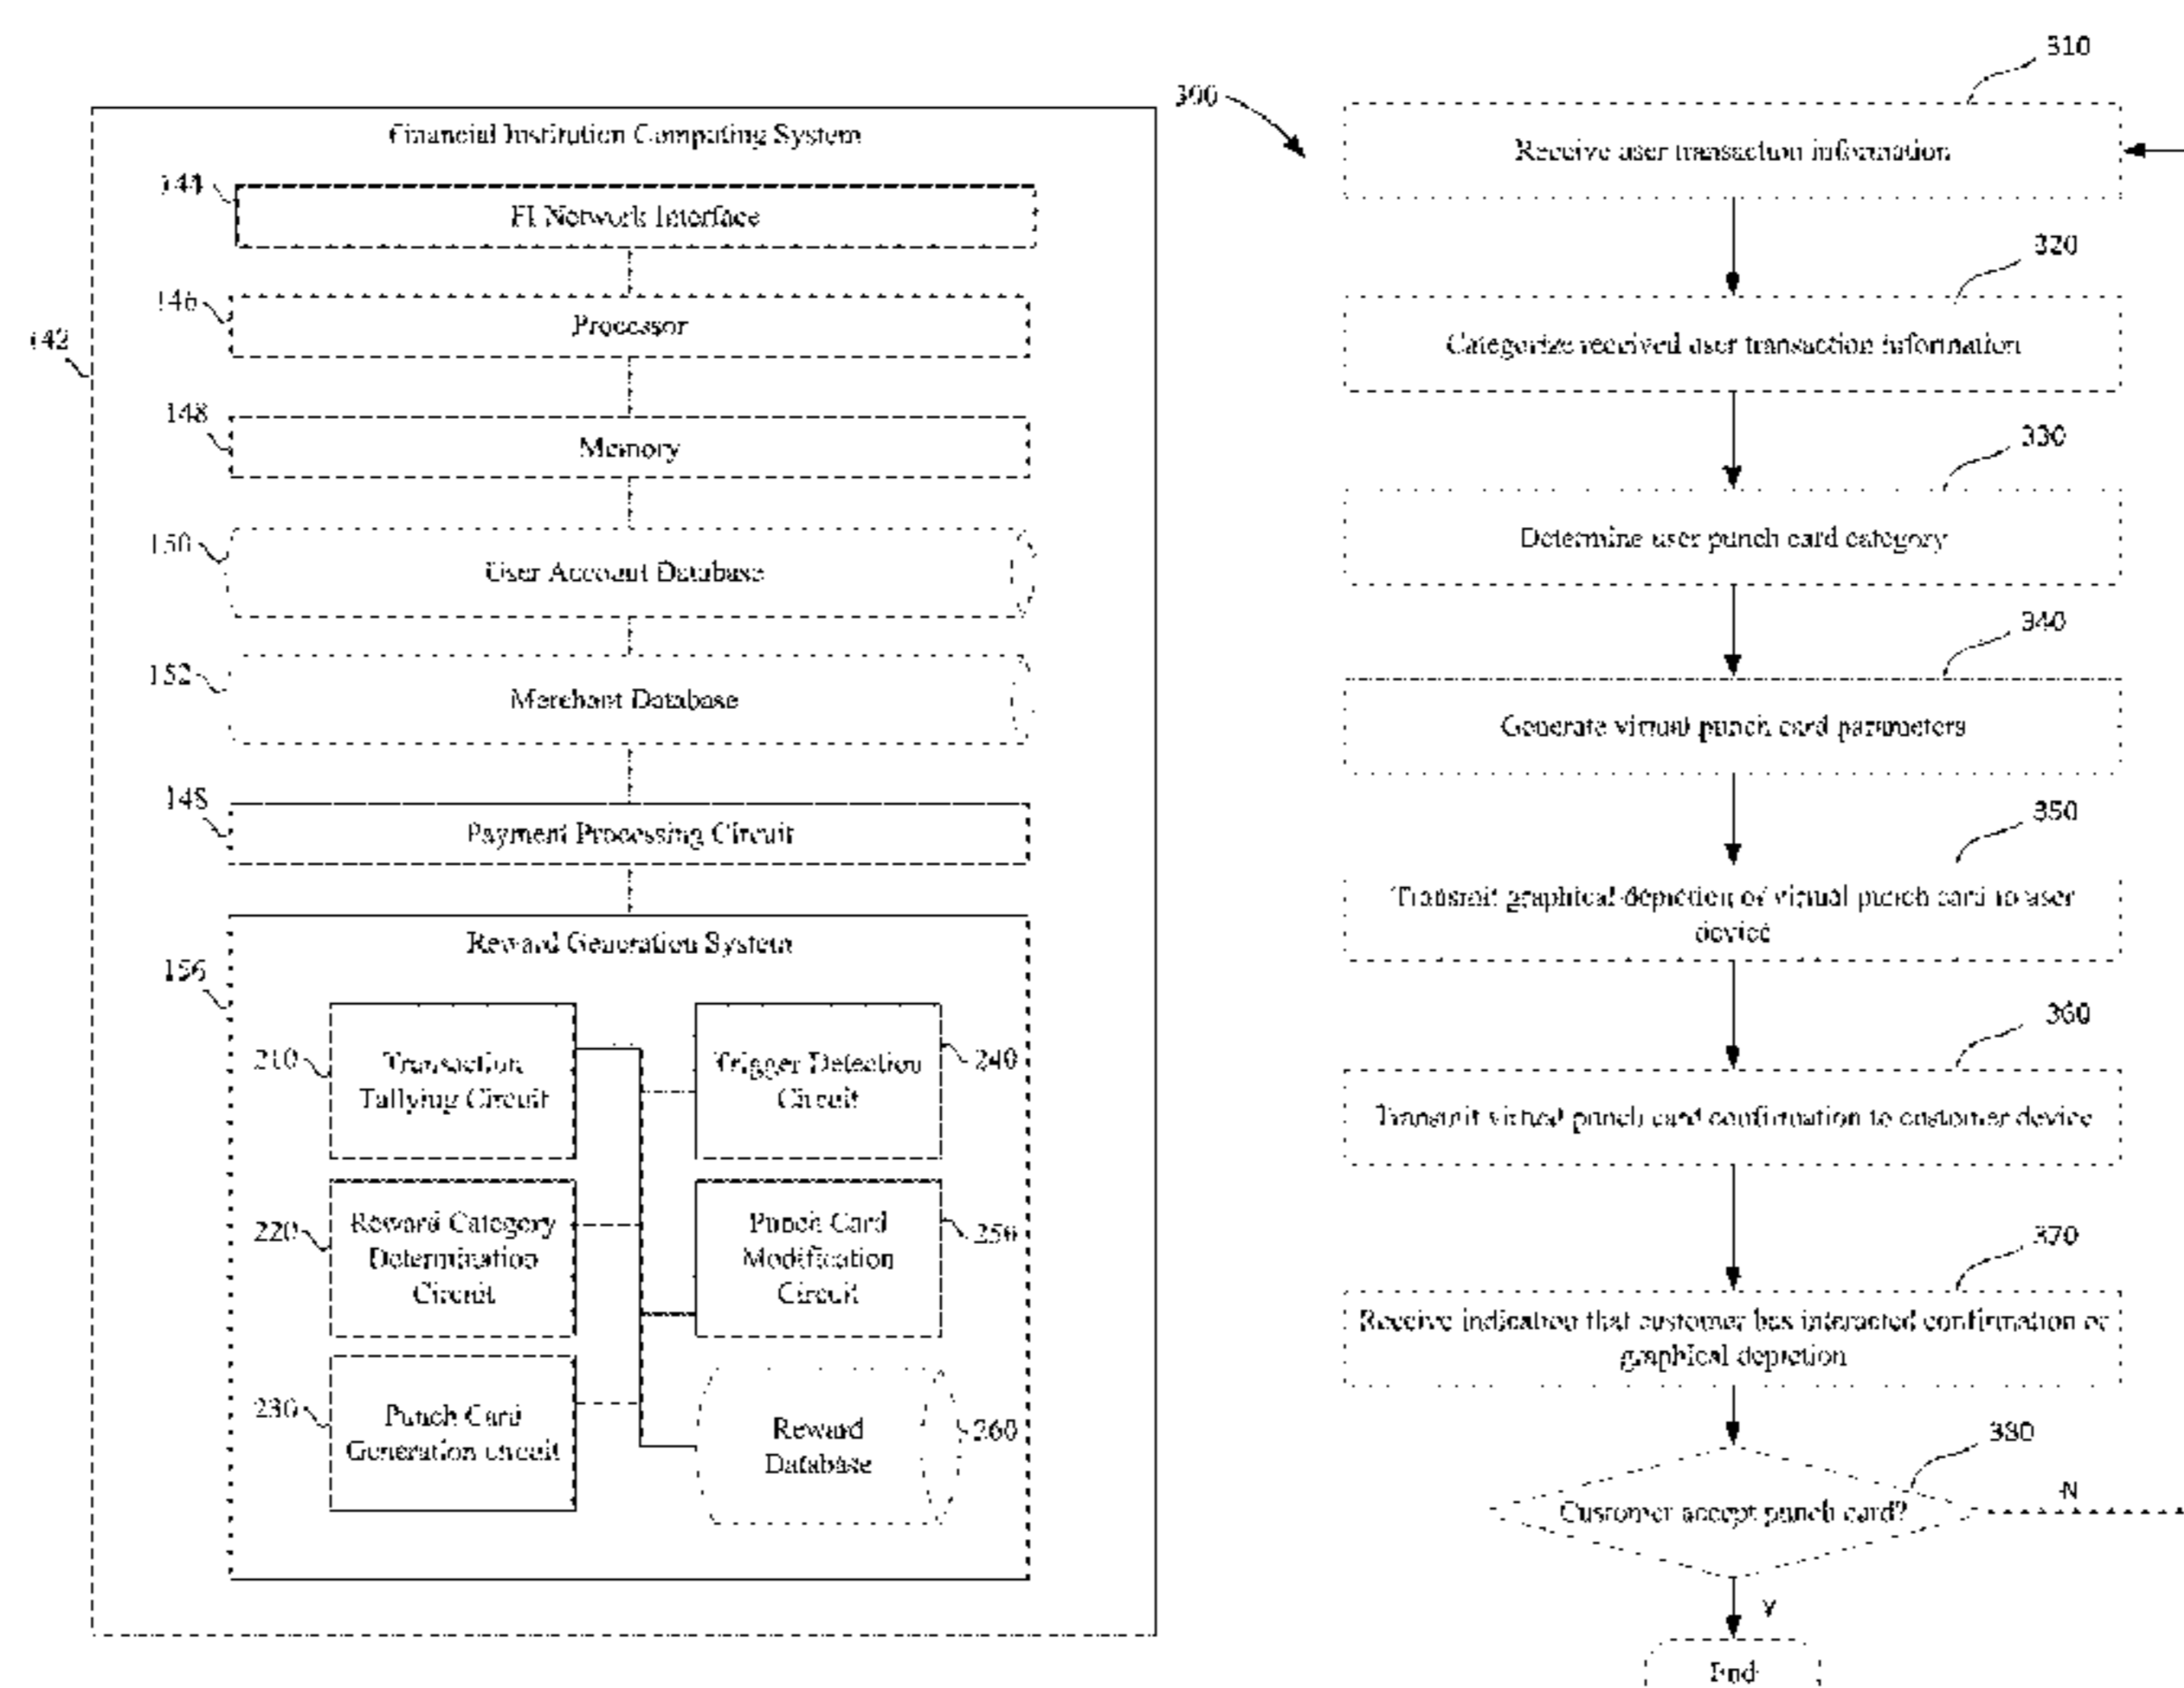 Financial Institution Computing System
142
144
FI Network Interface
146
Processor
148
Memory
150
User Account Database
152
Merchant Database
148
Payment Processing Circuit
156
Reward Generation System
210
Transaction
Tallying Circuit
Trigger Detection
Circuit
240
220
Reward Category
Determination
Circuit
Punch Card
Modification
Circuit
250
230
Punch Card
Generation circuit
Reward
Database
260
300
310
Receive user transaction information
320
Categorize received user transaction information
330
Determine user punch card category
340
Generate virtual punch card parameters
350
Transmit graphical depiction of virtual punch card to user
device
360
Transmit virtual punch card confirmation to customer device
370
Receive indication that customer has interacted confirmation or
graphical depiction
380
Customer accept punch card?
N
Y
End